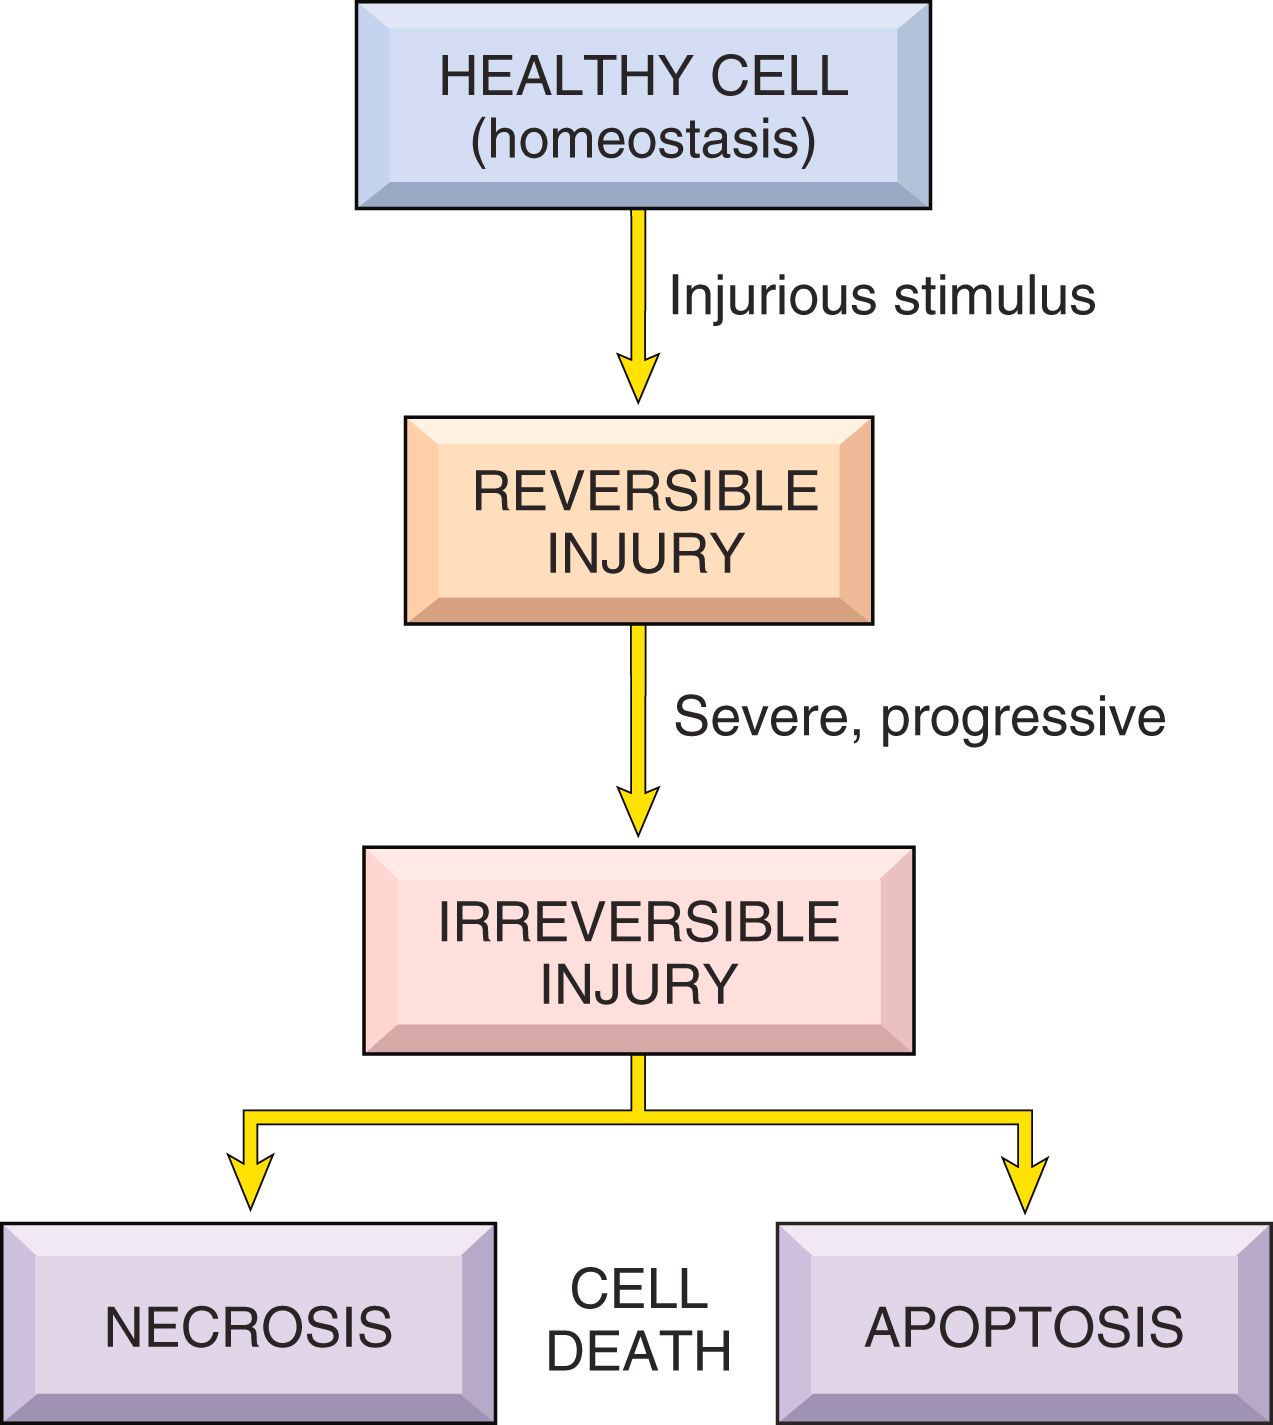 HEALTHY CELL
(homeostasis)
Injurious stimulus
REVERSIBLE
INJURY
Severe, progressive
IRREVERSIBLE
INJURY
NECROSIS
CELL
DEATH
APOPTOSIS